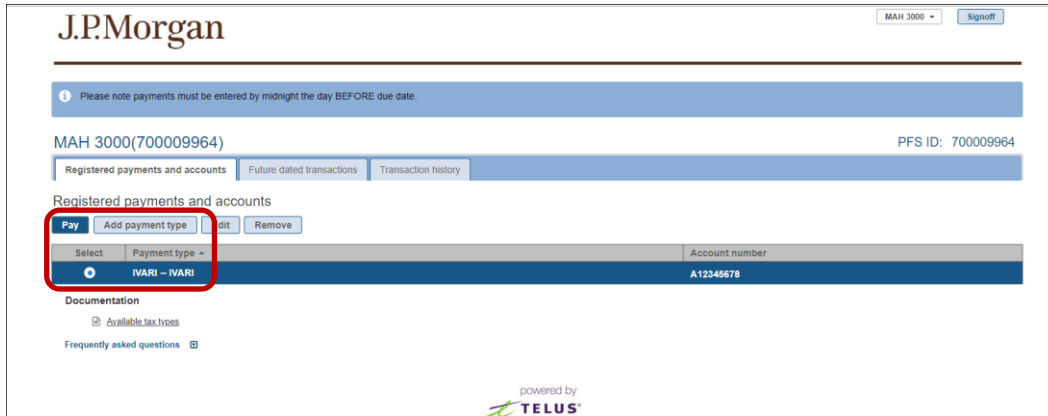 J.P.Morgan
MAH 3000
Signoff
Please note payments must be entered by midnight the day BEFORE due date.
MAH 3000(700009964)
PFS ID: 700009964
Registered payments and accounts
Future dated transactions
Transaction history
Registered payments and accounts
Pay
Add payment type
dit
Remove
Select
Payment type
Account number
IVARI -- IVARI
A12345678
Documentation
Available tax types
Frequently asked questions
powered by
TELUS